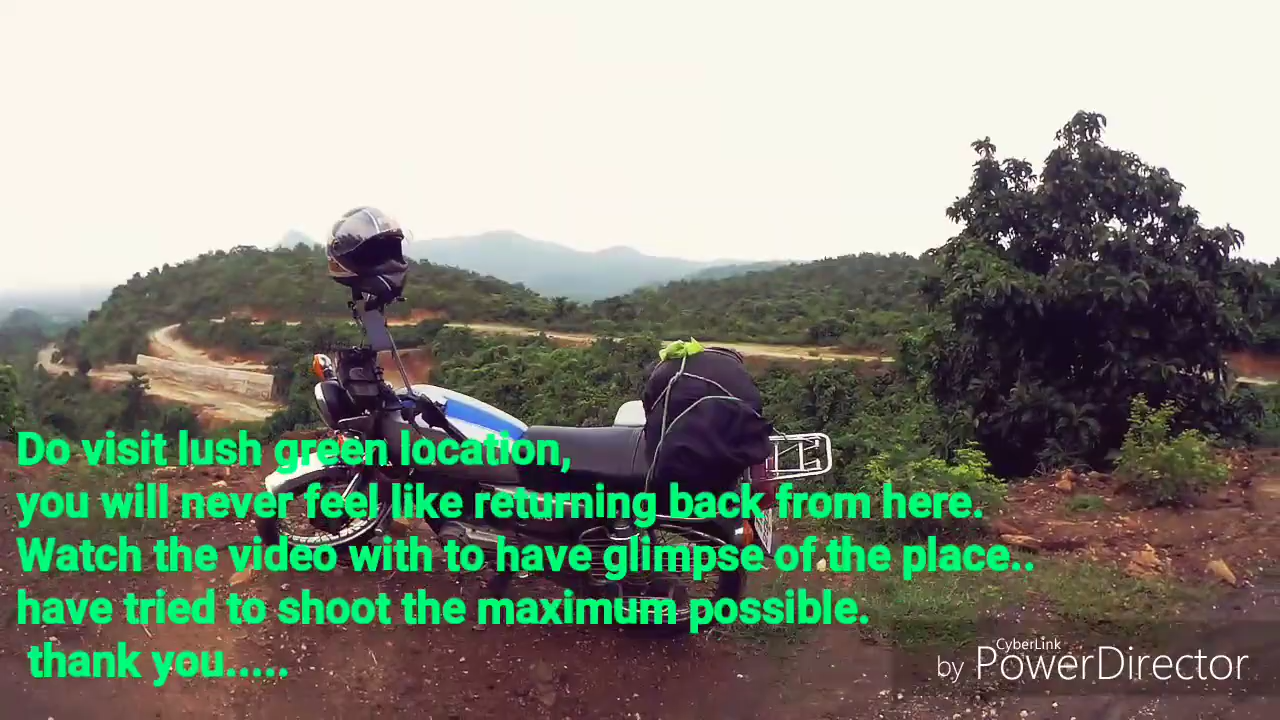 Do visit lush green location,
you will never feel like returning back from here.
Watch the video with to have glimpse of the place..
have tried to shoot the maximum possible.
thank you.....
CyberLink
by PowerDirector